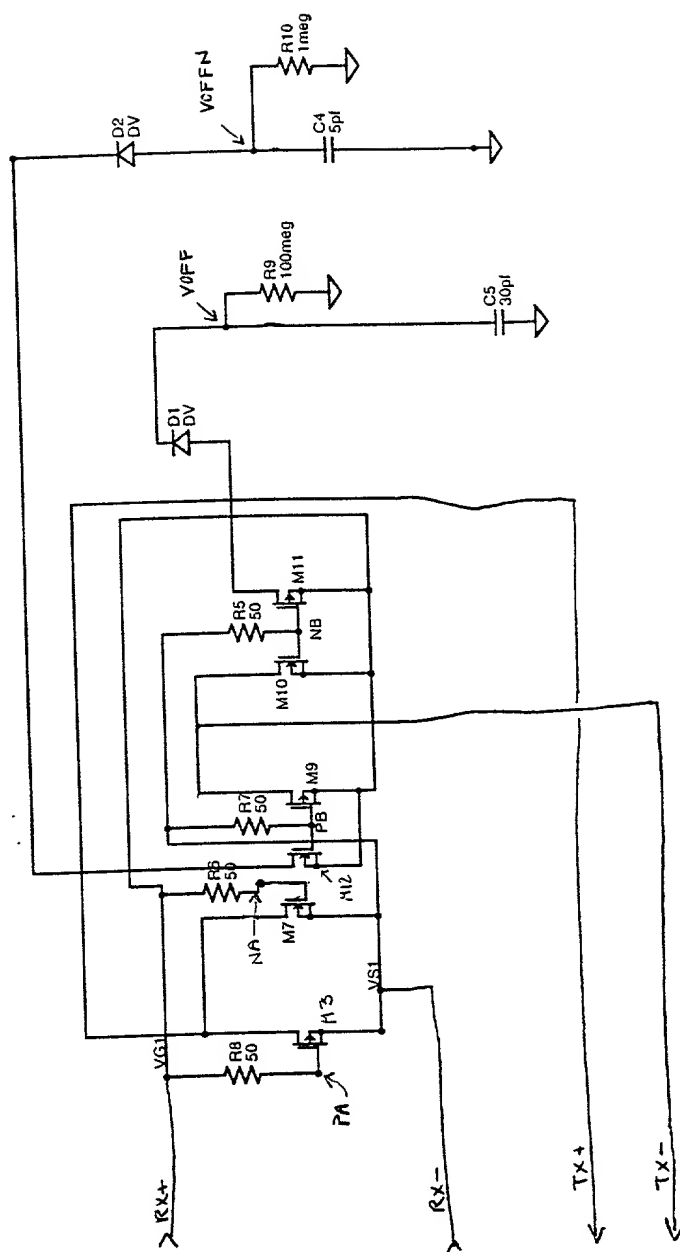 D2
DV
VOFFN
R10
1meg
C4
5pf
VOFF
R9
100meg
C5
30pf
D1
DV
R5
50
M11
NB
M10
R7
50
M9
PB
M12
R6
50
NA
M7
VG1
R8
50
M3
PA
VS1
RX+
RX-
TX+
TX-